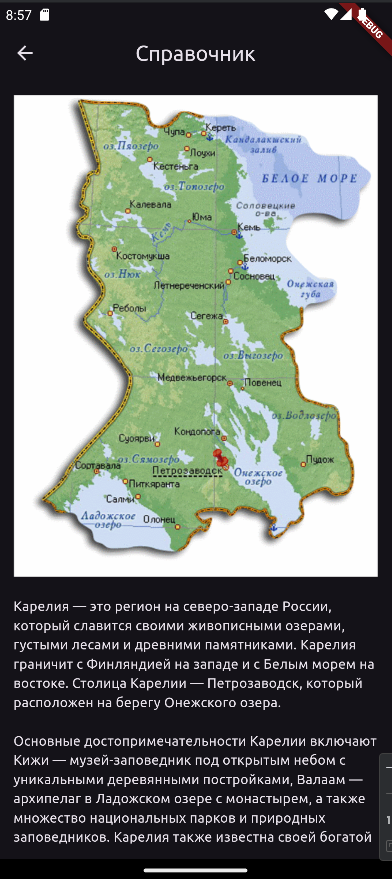 8:57
DEBUG
Справочник
Чупа
Кереть
Кандалакшский
залив
оз.Пяозеро
Лоухи
Кестеньга
БЕЛОЕ МОРЕ
оз.Топозеро
Соловецкие
о-ва
Калевала
Юма
Кемь
Кемь
Костомукша
Беломорск
оз.Нюк
Сосновец
Летнереченский
Онежская
губа
Реболы
Сегежа
оз.Сегозеро
оз.Выгозеро
Медвежьегорск
Повенец
оз.Водлозеро
Суоярви
Кондопога
оз.Сямозеро
Сортавала
Петрозаводск
Пудож
Онежское
озеро
Питкяранта
Салми
Ладожское
озеро
Олонец
Карелия — это регион на северо-западе России,
который славится своими живописными озерами,
густыми лесами и древними памятниками. Карелия
граничит с Финляндией на западе и с Белым морем на
востоке. Столица Карелии — Петрозаводск, который
расположен на берегу Онежского озера.
Основные достопримечательности Карелии включают
Кижи — музей-заповедник под открытым небом с
уникальными деревянными постройками, Валаам —
архипелаг в Ладожском озере с монастырем, а также
множество национальных парков и природных
заповедников. Карелия также известна своей богатой
1